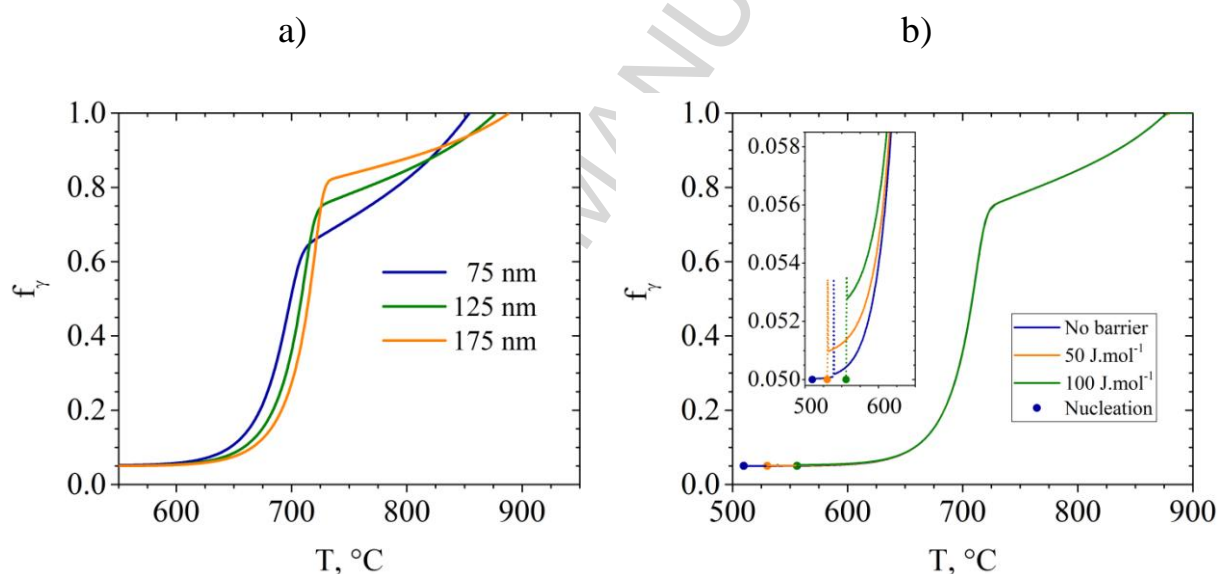 a)
b)
MANU
1.0
0.8
0.6
0.4
0.2
0.0
f_γ
600
700
800
900
T, °C
75 nm
125 nm
175 nm
1.0
0.8
0.6
0.4
0.2
0.0
f_γ
500
600
700
800
900
T, °C
0.058
0.056
0.054
0.052
0.050
500
600
No barrier
50 J.mol⁻¹
100 J.mol⁻¹
Nucleation